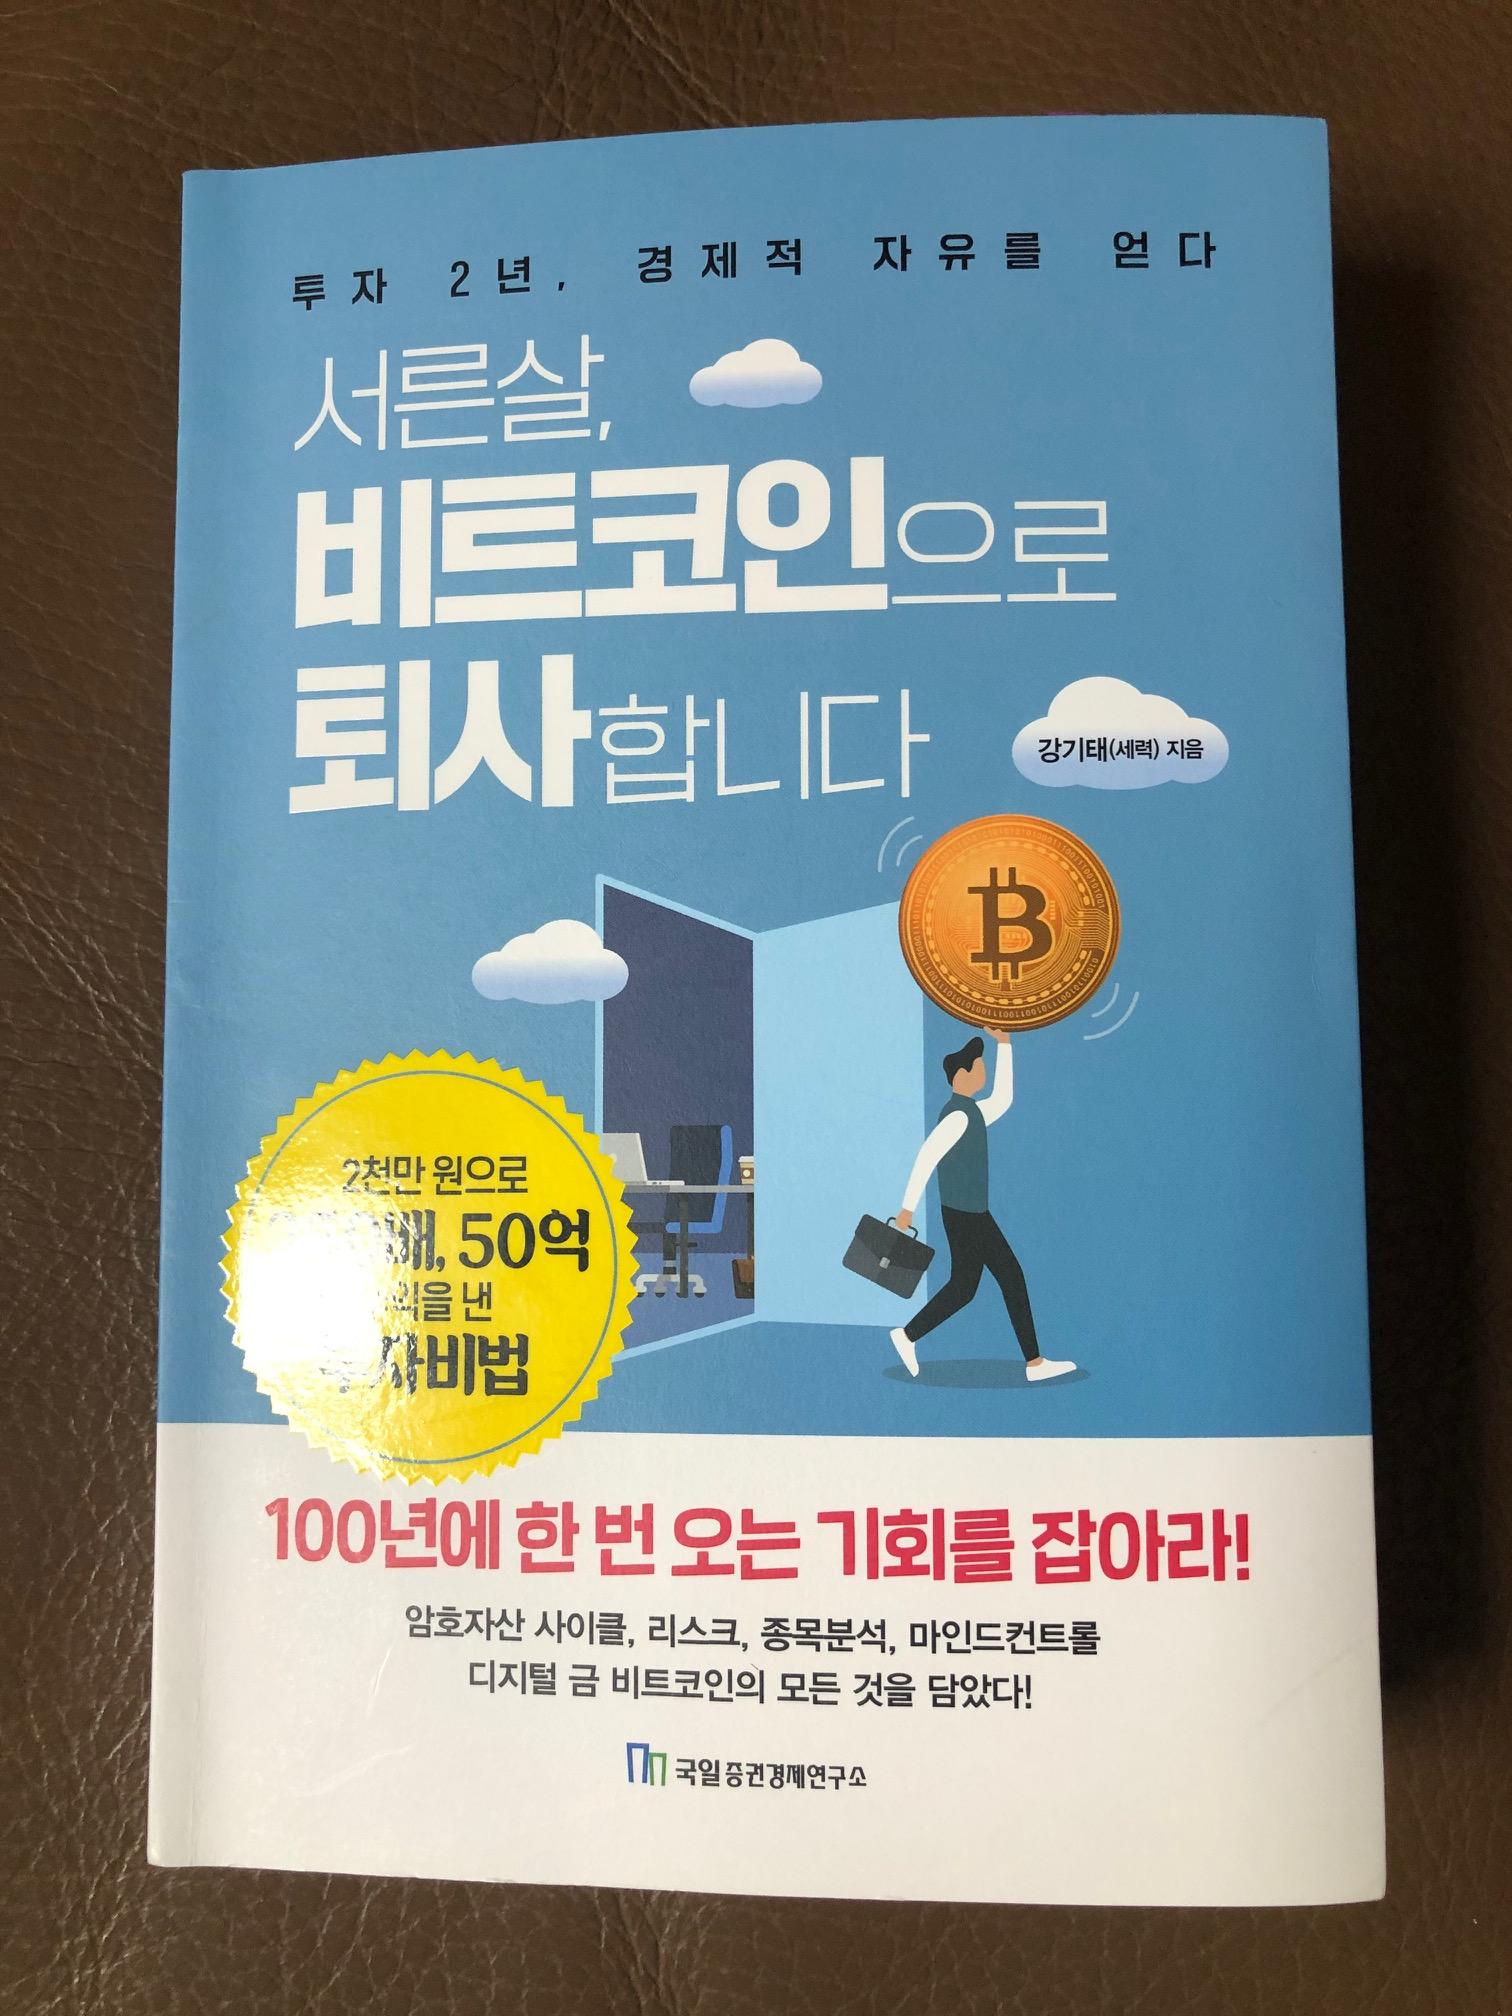 투자 2년, 경제적 자유를 얻다
서른살,
비트코인으로
퇴사합니다
강기태(세력) 지음
B
2천만 원으로
50억
낸
100년에 한 번 오는 기회를 잡아라!
암호자산 사이클, 리스크, 종목분석, 마인드컨트롤
디지털 금 비트코인의 모든 것을 담았다!
국일증권경제연구소